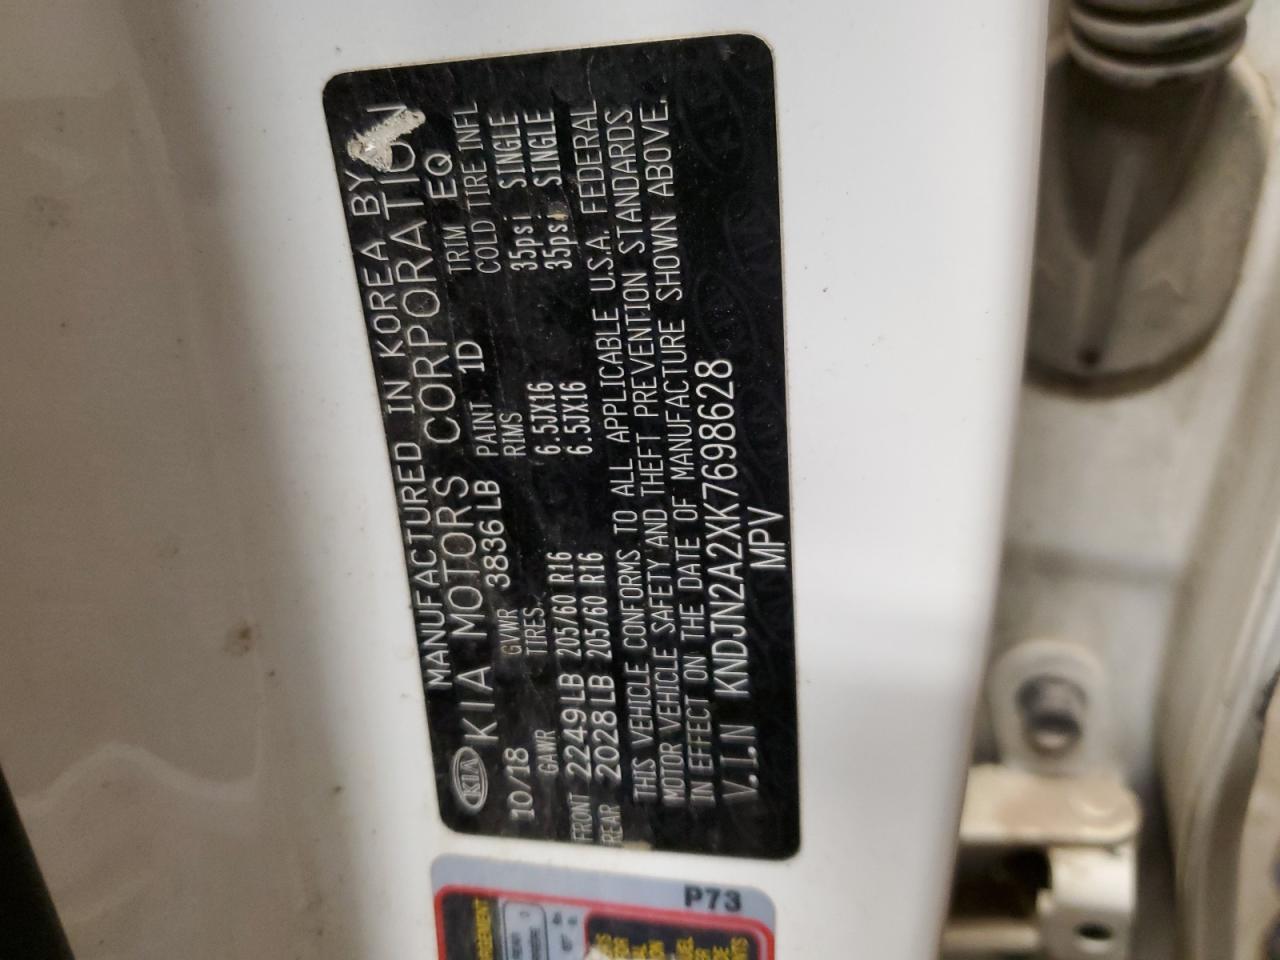 MANUFACTURED IN KOREA BY
KIA KIA MOTORS CORPORATION
10/18 GVWR 3836 LB PAINT 1D TRIM EQ
GAWR TIRES. RIMS COLD TIRE INFL
FRONT 2249LB 205/60 R16 6.5JX16 35psi SINGLE
REAR 2028LB 205/60 R16 6.5JX16 35psi SINGLE
THIS VEHICLE CONFORMS TO ALL APPLICABLE U.S.A. FEDERAL
MOTOR VEHICLE SAFETY AND THEFT PREVENTION STANDARDS
IN EFFECT ON THE DATE OF MANUFACTURE SHOWN ABOVE.
V.I.N KNDJN2A2XK7698628
MPV
P73